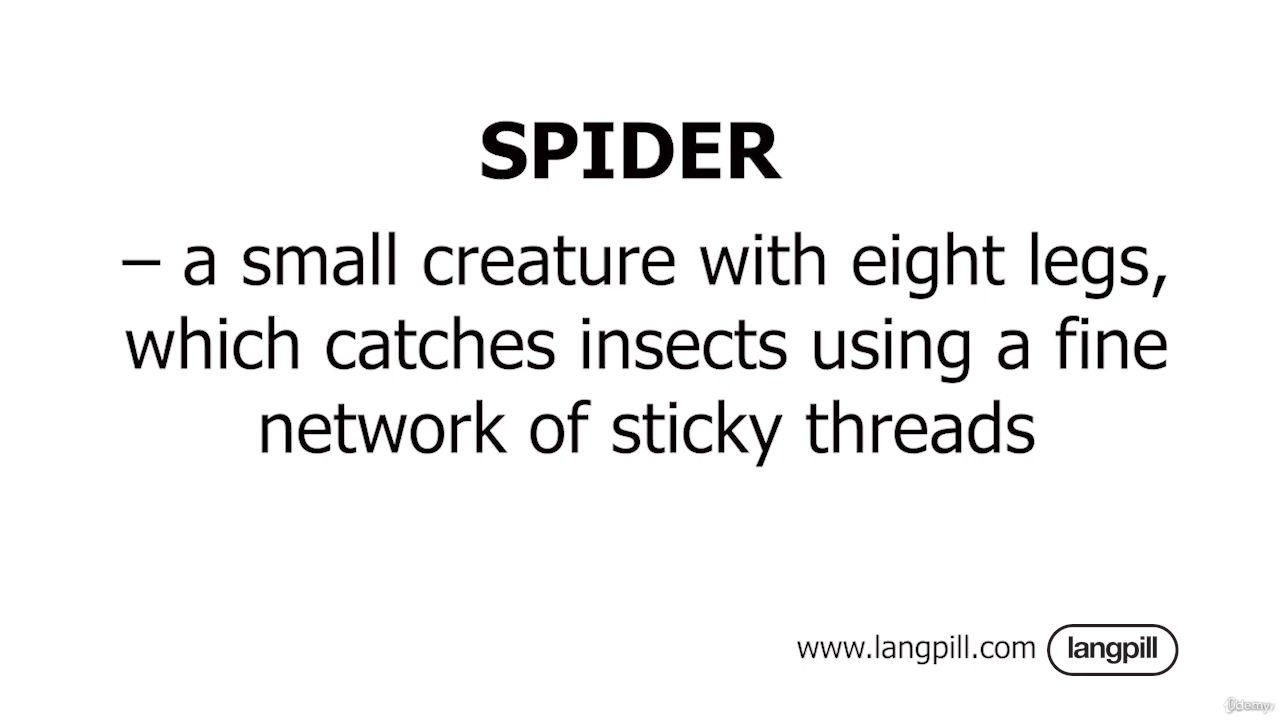 SPIDER
– a small creature with eight legs,
which catches insects using a fine
network of sticky threads
www.langpill.com langpill
Udemy